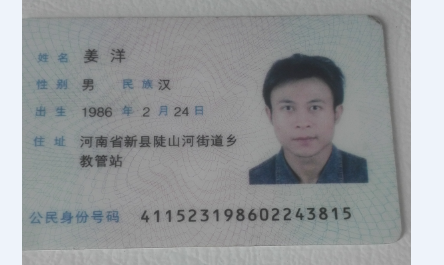 姓名 姜洋
性别 男 民族 汉
出生 1986 年 2 月 24 日
住址 河南省新县陡山河街道乡
教管站
公民身份号码 411523198602243815